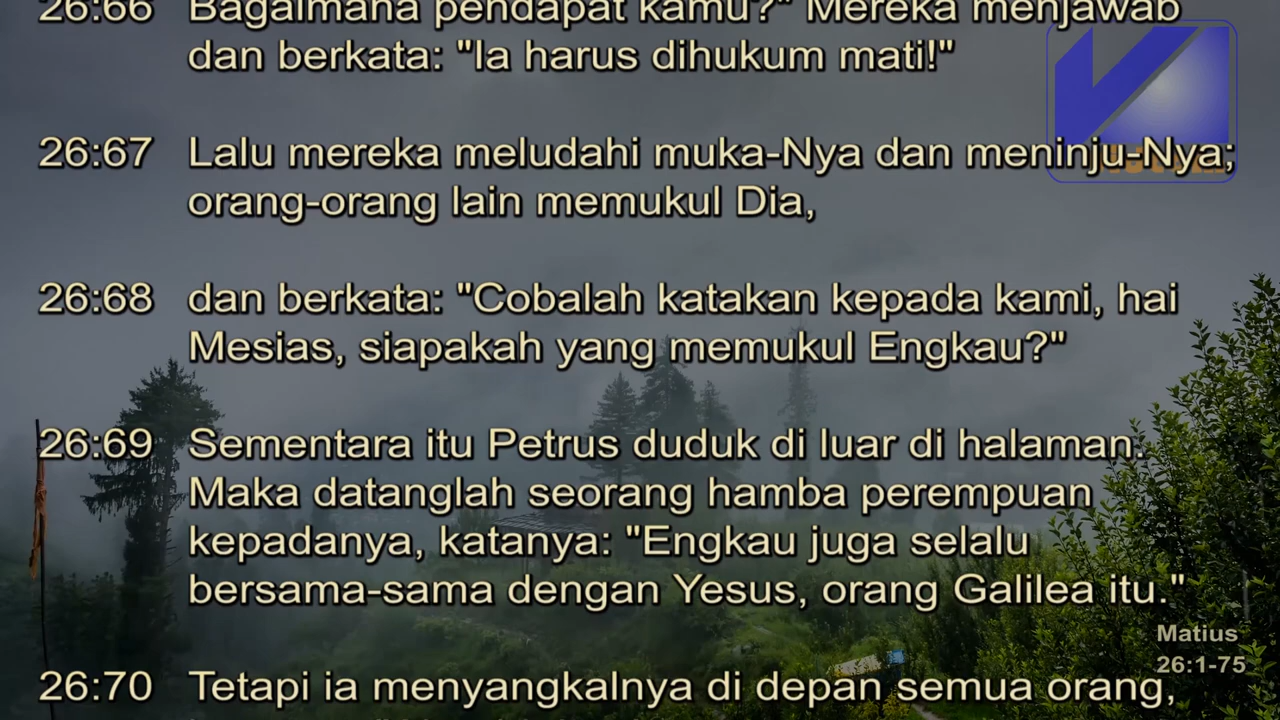 26:66 Bagaimana pendapat kamu?" Mereka menjawab
dan berkata: "Ia harus dihukum mati!"
26:67 Lalu mereka meludahi muka-Nya dan meninju-Nya;
orang-orang lain memukul Dia,
26:68 dan berkata: "Cobalah katakan kepada kami, hai
Mesias, siapakah yang memukul Engkau?"
26:69 Sementara itu Petrus duduk di luar di halaman.
Maka datanglah seorang hamba perempuan
kepadanya, katanya: "Engkau juga selalu
bersama-sama dengan Yesus, orang Galilea itu."
26:70 Tetapi ia menyangkalnya di depan semua orang,
Matius
26:1-75